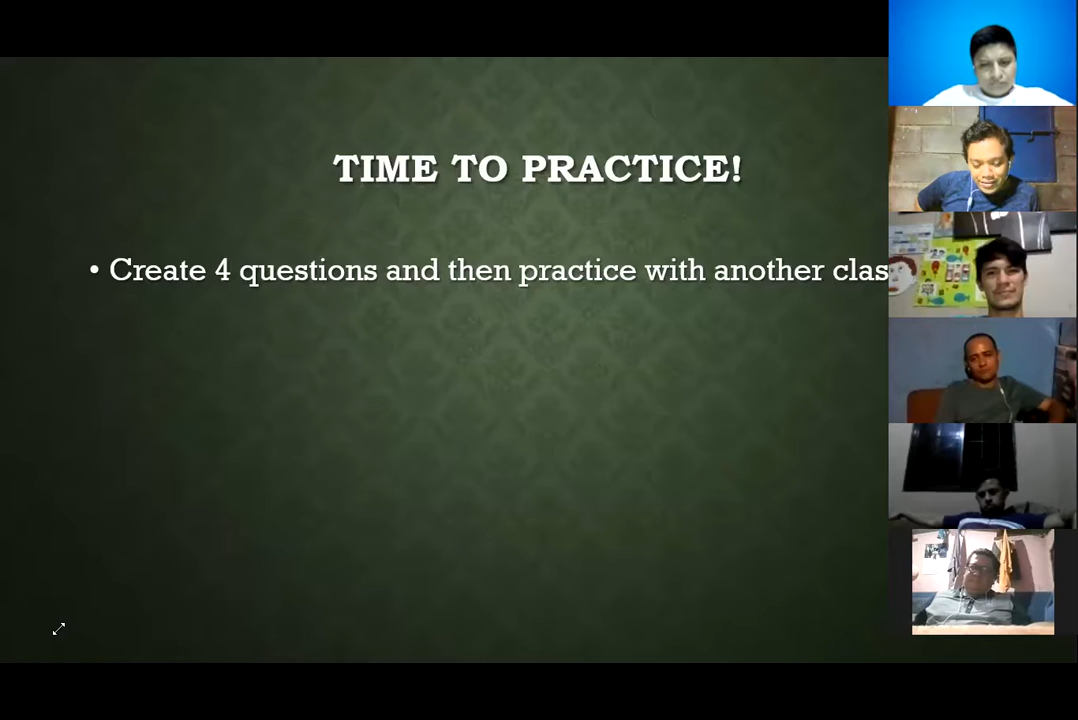 TIME TO PRACTICE!
• Create 4 questions and then practice with another clas